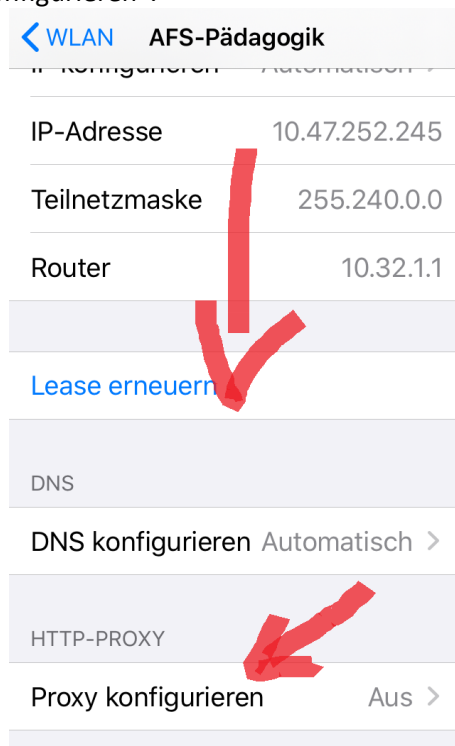 WLAN AFS-Pädagogik
IP-Adresse 10.47.252.245
Teilnetzmaske 255.240.0.0
Router 10.32.1.1
Lease erneuern
DNS
DNS konfigurieren Automatisch
HTTP-PROXY
Proxy konfigurieren Aus